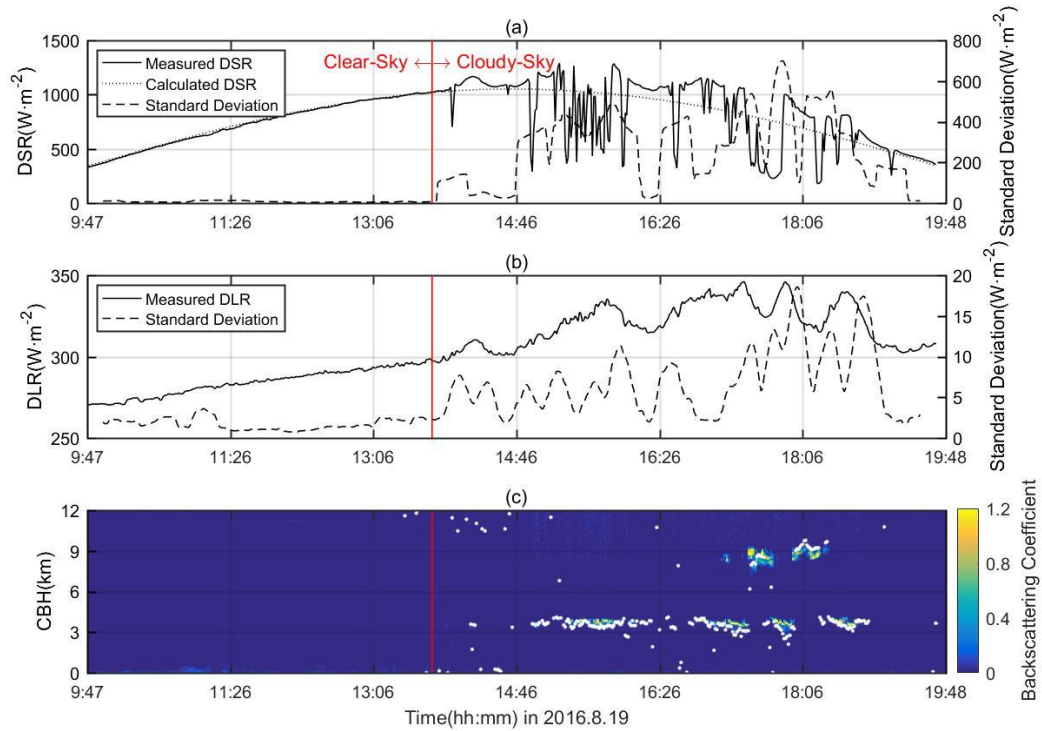 (a)
1500
1000
500
0
DSR(W·m⁻²)
Measured DSR
Calculated DSR
Standard Deviation
Clear-Sky ↔ Cloudy-Sky
800
600
400
200
0
Standard Deviation(W·m⁻²)
9:47 11:26 13:06 14:46 16:26 18:06 19:48
(b)
350
300
250
DLR(W·m⁻²)
Measured DLR
Standard Deviation
20
15
10
5
0
Standard Deviation(W·m⁻²)
9:47 11:26 13:06 14:46 16:26 18:06 19:48
(c)
12
9
6
3
0
CBH(km)
1.2
0.8
0.4
0
Backscattering Coefficient
9:47 11:26 13:06 14:46 16:26 18:06 19:48
Time(hh:mm) in 2016.8.19